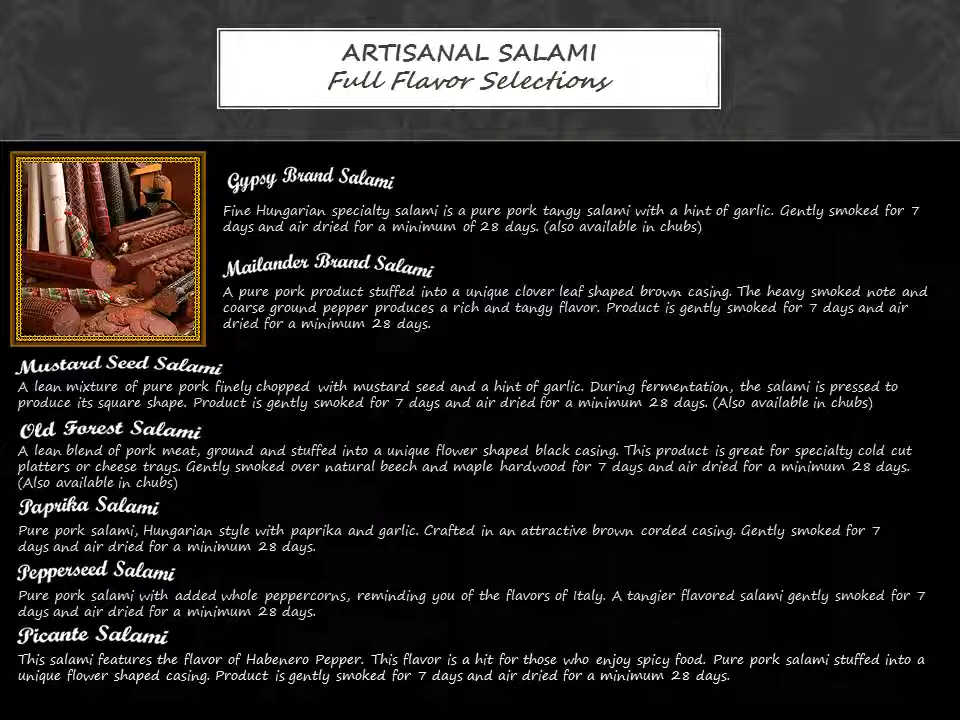 ARTISANAL SALAMI
Full Flavor Selections
Gypsy Brand Salami
Fine Hungarian specialty salami is a pure pork tangy salami with a hint of garlic. Gently smoked for 7
days and air dried for a minimum of 28 days. (also available in chubs)
Mailander Brand Salami
A pure pork product stuffed into a unique clover leaf shaped brown casing. The heavy smoked note and
coarse ground pepper produces a rich and tangy flavor. Product is gently smoked for 7 days and air
dried for a minimum 28 days.
Mustard Seed Salami
A lean mixture of pure pork finely chopped with mustard seed and a hint of garlic. During fermentation, the salami is pressed to
produce its square shape. Product is gently smoked for 7 days and air dried for a minimum 28 days. (Also available in chubs)
Old Forest Salami
A lean blend of pork meat, ground and stuffed into a unique flower shaped black casing. This product is great for specialty cold cut
platters or cheese trays. Gently smoked over natural beech and maple hardwood for 7 days and air dried for a minimum 28 days.
(Also available in chubs)
Paprika Salami
Pure pork salami, Hungarian style with paprika and garlic. Crafted in an attractive brown corded casing. Gently smoked for 7
days and air dried for a minimum 28 days.
Pepperseed Salami
Pure pork salami with added whole peppercorns, reminding you of the flavors of Italy. A tangier flavored salami gently smoked for 7
days and air dried for a minimum 28 days.
Picante Salami
This salami features the flavor of Habenero Pepper. This flavor is a hit for those who enjoy spicy food. Pure pork salami stuffed into a
unique flower shaped casing. Product is gently smoked for 7 days and air dried for a minimum 28 days.